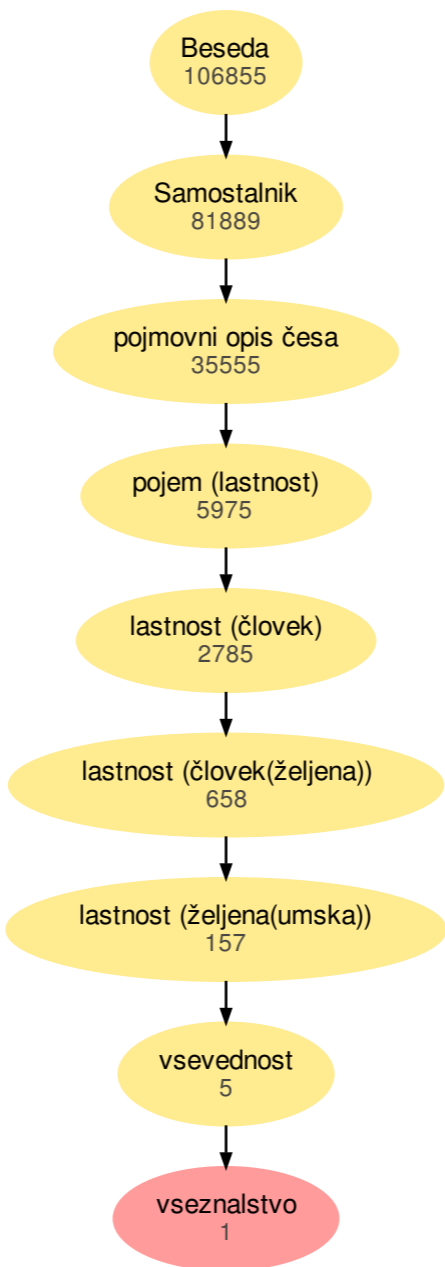 Beseda
106855
Samostalnik
81889
pojmovni opis česa
35555
pojem (lastnost)
5975
lastnost (človek)
2785
lastnost (človek(željena))
658
lastnost (željena(umska))
157
vsevednost
5
vseznalstvo
1